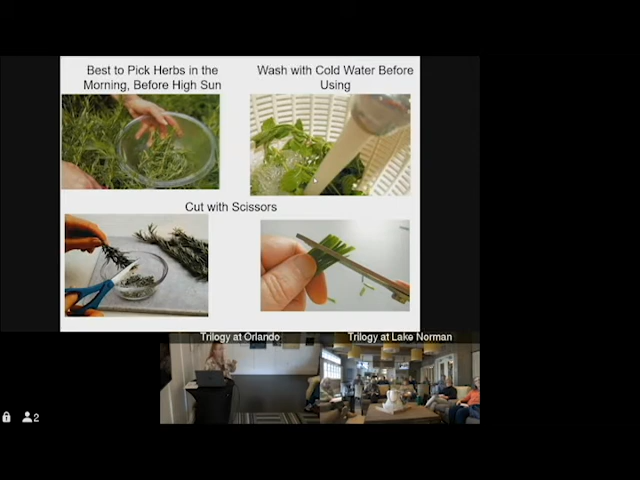 Best to Pick Herbs in the
Morning, Before High Sun
Wash with Cold Water Before
Using
Cut with Scissors
Trilogy at Orlando
Trilogy at Lake Norman
2